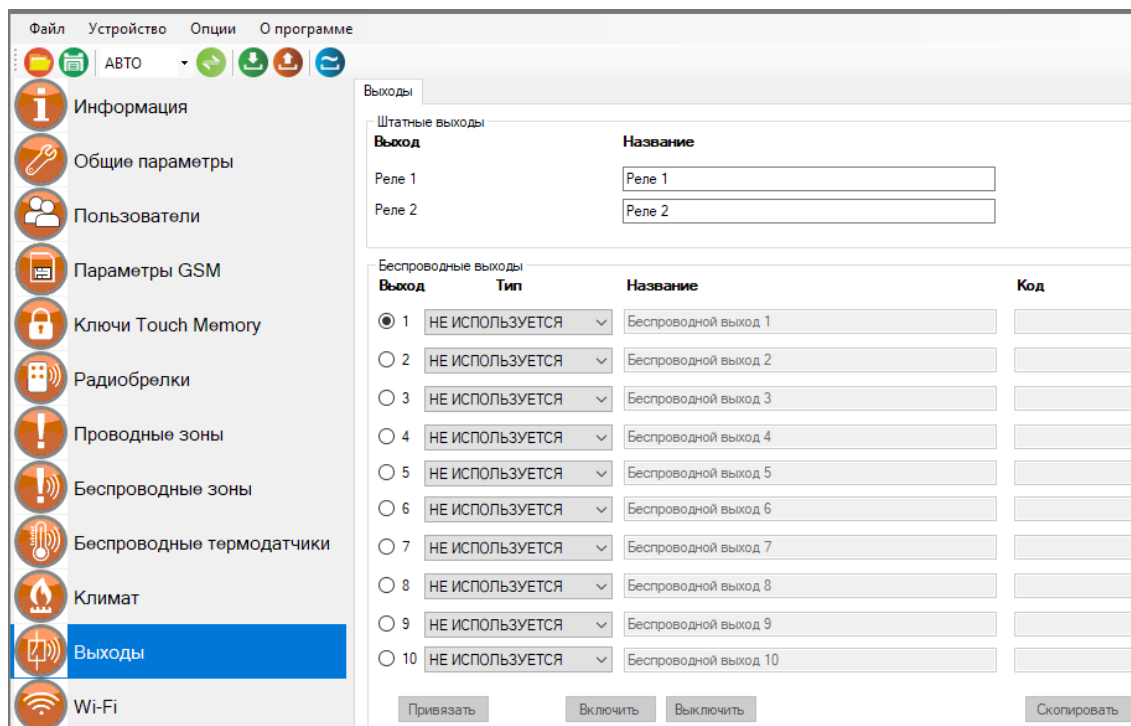 Файл Устройство Опции О программе
АВТО
Информация
Общие параметры
Пользователи
Параметры GSM
Ключи Touch Memory
Радиобрелки
Проводные зоны
Беспроводные зоны
Беспроводные термодатчики
Климат
Выходы
Wi-Fi
Выходы
Штатные выходы
Выход Название
Реле 1 Реле 1
Реле 2 Реле 2
Беспроводные выходы
Выход Тип Название Код
1 НЕ ИСПОЛЬЗУЕТСЯ Беспроводной выход 1
2 НЕ ИСПОЛЬЗУЕТСЯ Беспроводной выход 2
3 НЕ ИСПОЛЬЗУЕТСЯ Беспроводной выход 3
4 НЕ ИСПОЛЬЗУЕТСЯ Беспроводной выход 4
5 НЕ ИСПОЛЬЗУЕТСЯ Беспроводной выход 5
6 НЕ ИСПОЛЬЗУЕТСЯ Беспроводной выход 6
7 НЕ ИСПОЛЬЗУЕТСЯ Беспроводной выход 7
8 НЕ ИСПОЛЬЗУЕТСЯ Беспроводной выход 8
9 НЕ ИСПОЛЬЗУЕТСЯ Беспроводной выход 9
10 НЕ ИСПОЛЬЗУЕТСЯ Беспроводной выход 10
Привязать Включить Выключить Скопировать